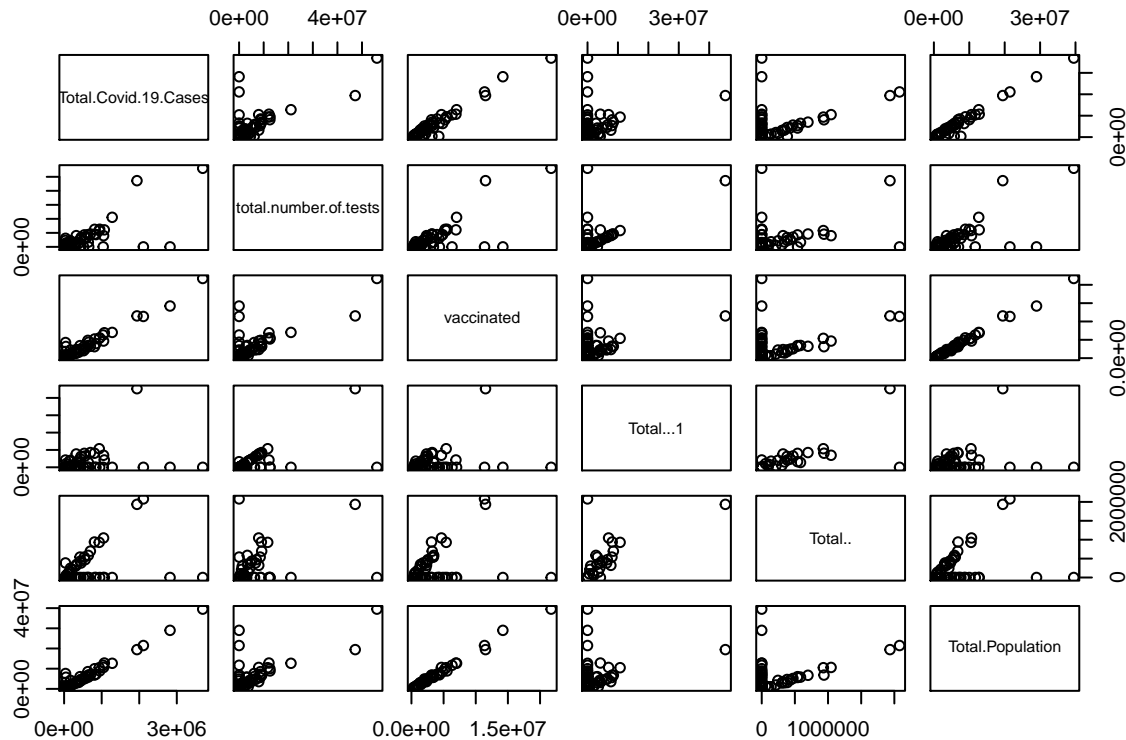 0e+00 4e+07 0e+00 3e+07 0e+00 3e+07
Total.Covid.19.Cases
0e+00
total.number.of.tests
0e+00
vaccinated
0.0e+00
Total...1
0e+00
Total..
0 2000000
Total.Population
0e+00 4e+07
0e+00 3e+06 0.0e+00 1.5e+07 0 1000000